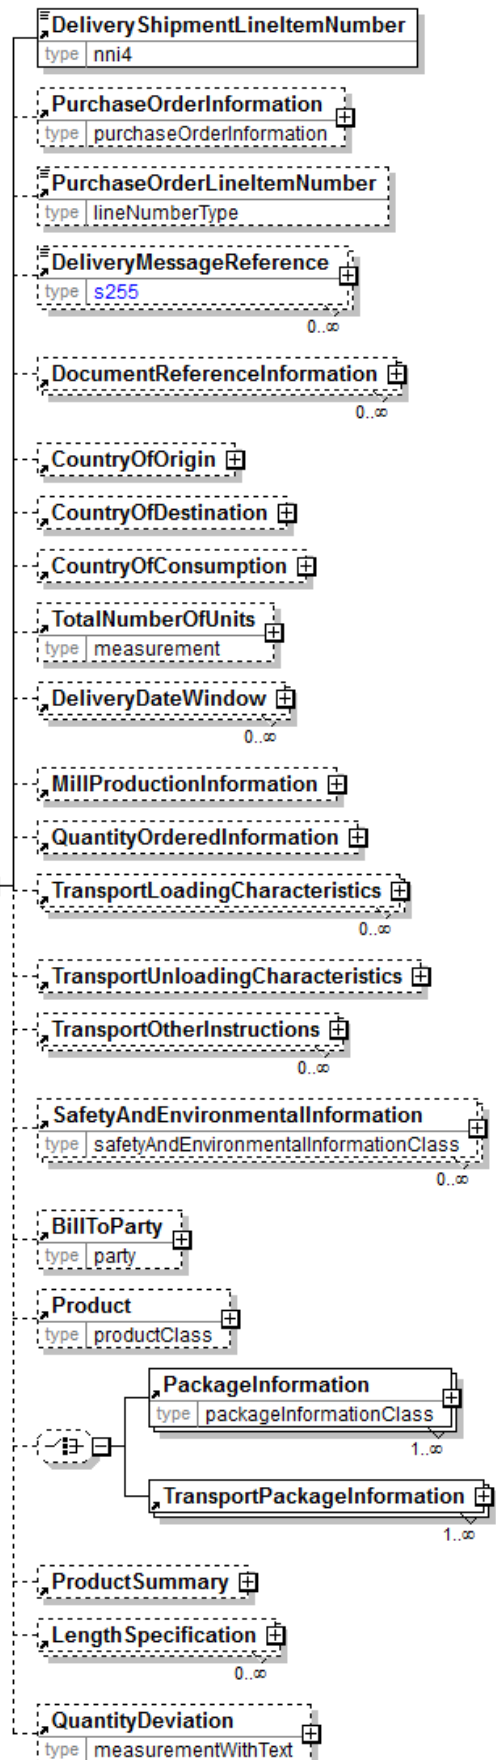 DeliveryShipmentLineItemNumber
type nni4
PurchaseOrderInformation
type purchaseOrderInformation
PurchaseOrderLineItemNumber
type lineNumberType
DeliveryMessageReference
type s255
0..∞
DocumentReferenceInformation
0..∞
CountryOfOrigin
CountryOfDestination
CountryOfConsumption
TotalNumberOfUnits
type measurement
DeliveryDateWindow
0..∞
MillProductionInformation
QuantityOrderedInformation
TransportLoadingCharacteristics
0..∞
TransportUnloadingCharacteristics
TransportOtherInstructions
0..∞
SafetyAndEnvironmentalInformation
type safetyAndEnvironmentalInformationClass
0..∞
BillToParty
type party
Product
type productClass
PackageInformation
type packageInformationClass
1..∞
TransportPackageInformation
1..∞
ProductSummary
LengthSpecification
0..∞
QuantityDeviation
type measurementWithText